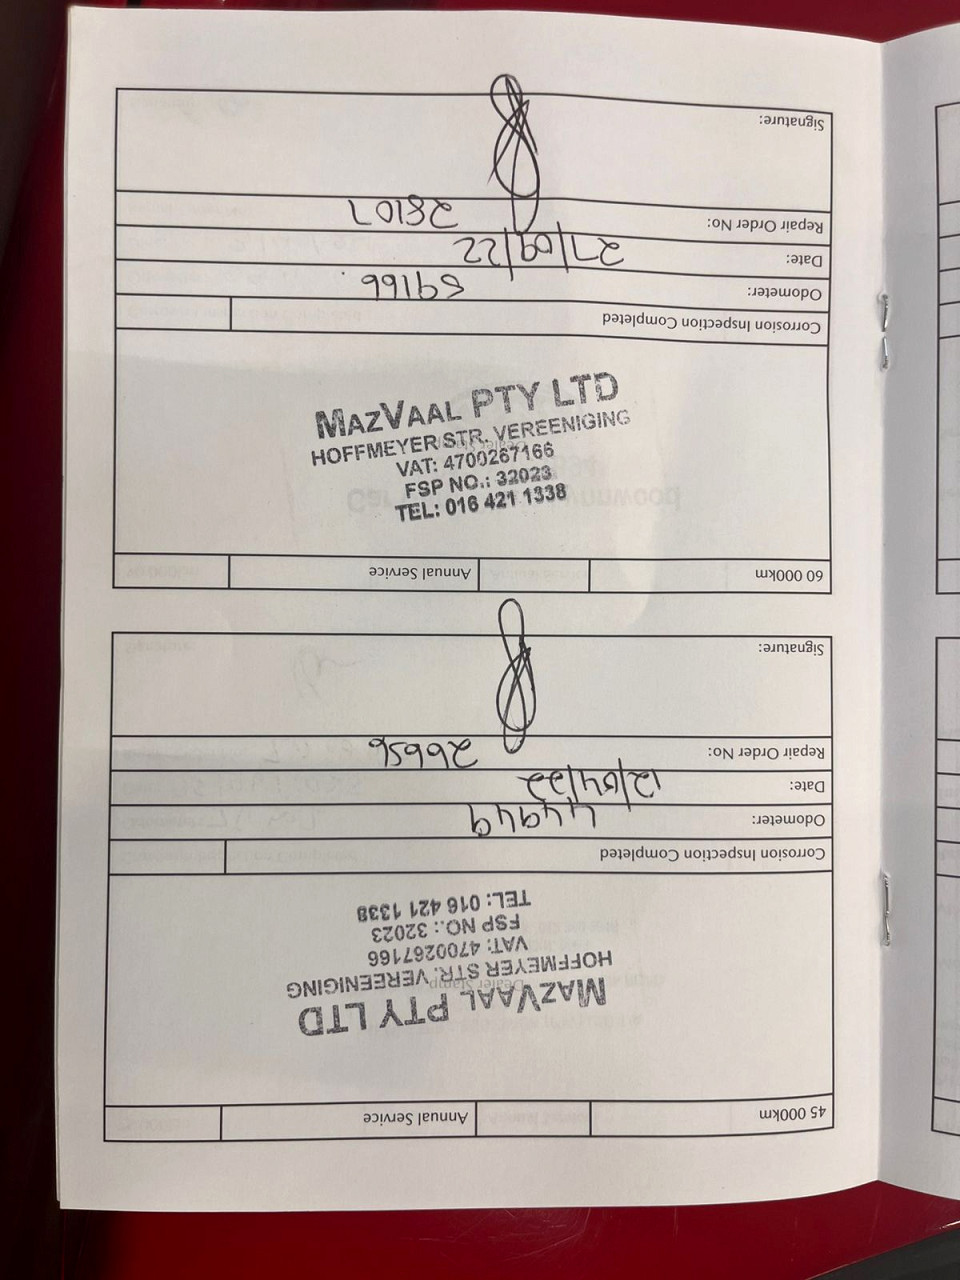 45 000km
Annual Service
Dealer Stamp
MAZVAAL PTY LTD
HOFFMEYER STR. VEREENIGING
VAT: 4700267166
FSP NO.: 32023
TEL: 016 421 1338
Corrosion Inspection Completed
Odometer: 44949
Date: 12/04/22
Repair Order No: 26656
Signature:
60 000km
Annual Service
MAZVAAL PTY LTD
HOFFMEYER STR. VEREENIGING
VAT: 4700267166
FSP NO.: 32023
TEL: 016 421 1338
Corrosion Inspection Completed
Odometer: 59166
Date: 27/09/22
Repair Order No: 28107
Signature: